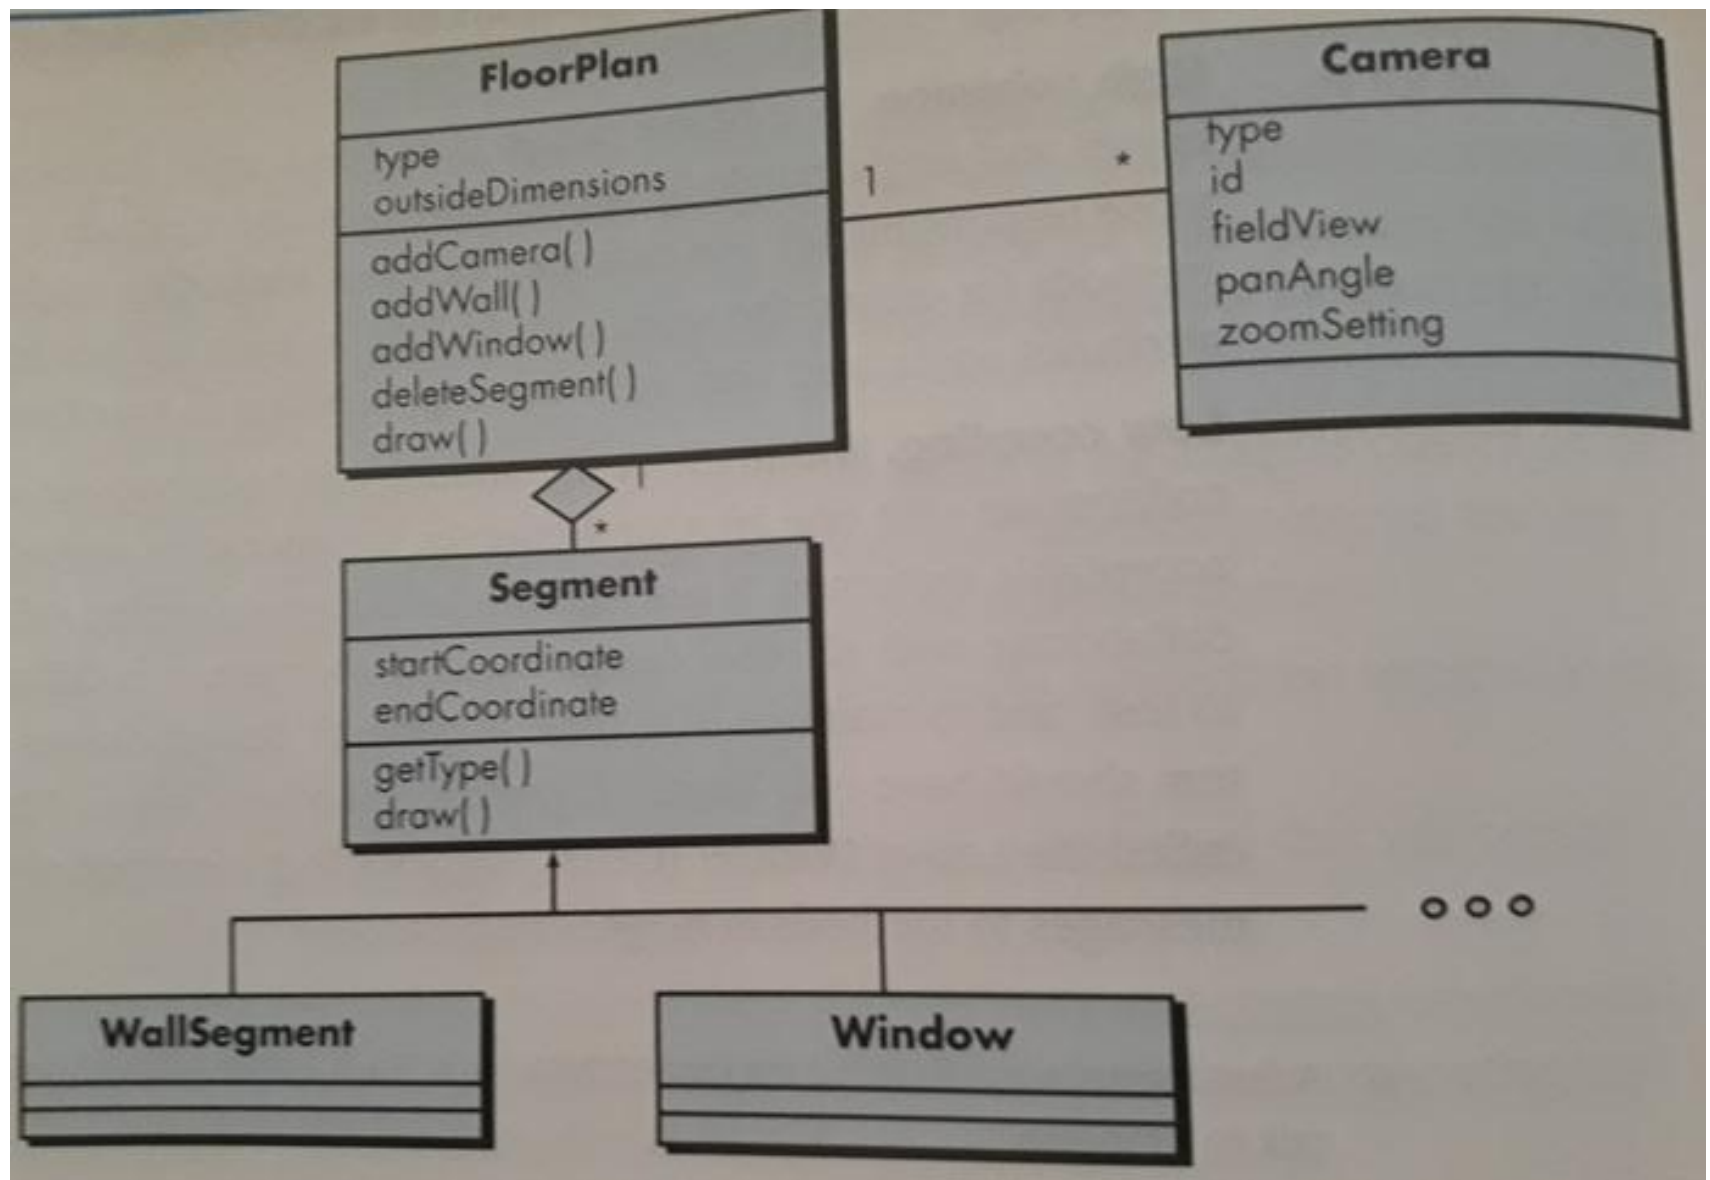 FloorPlan
type
outsideDimensions
addCamera( )
addWall( )
addWindow( )
deleteSegment( )
draw( )
1
*
Camera
type
id
fieldView
panAngle
zoomSetting
1
*
Segment
startCoordinate
endCoordinate
getType( )
draw( )
WallSegment
Window